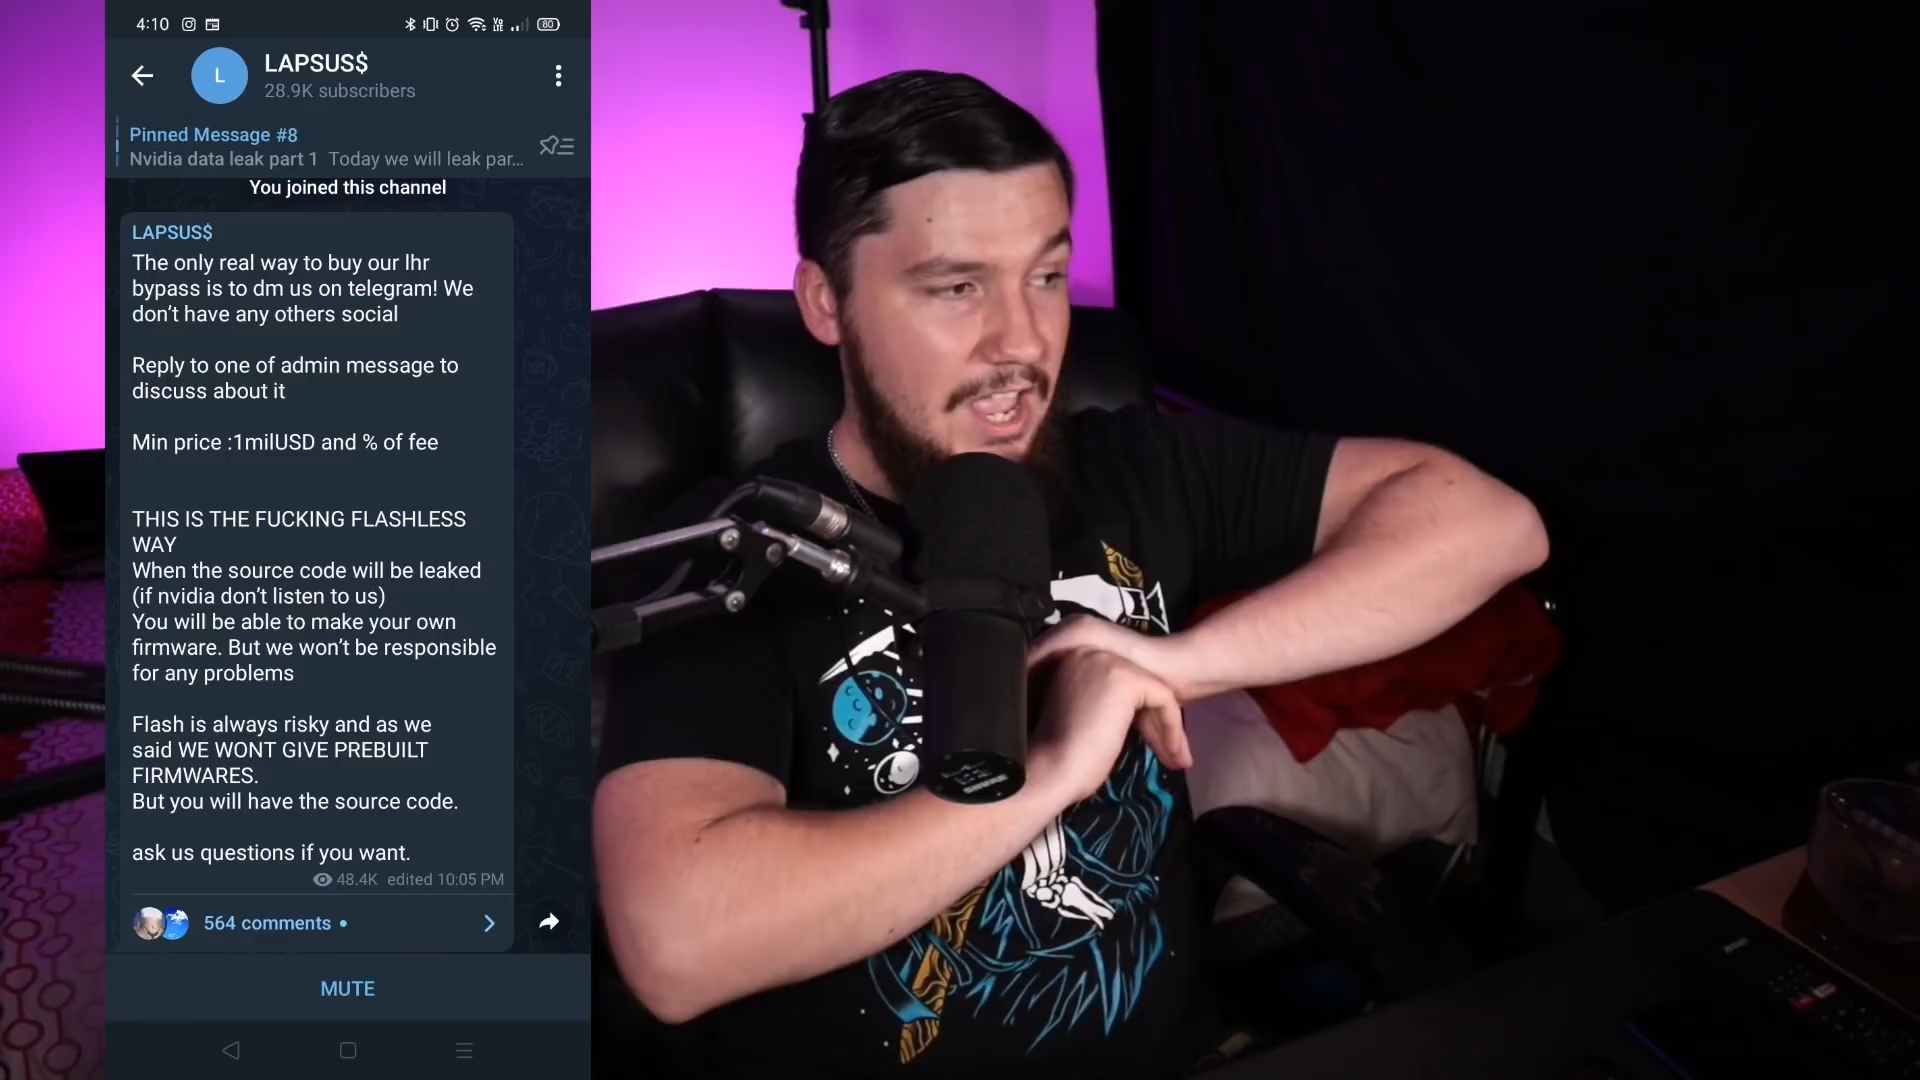 4:10
Vo LTE
80
L
LAPSUS$
28.9K subscribers
Pinned Message #8
Nvidia data leak part 1 Today we will leak par...
You joined this channel
LAPSUS$
The only real way to buy our lhr
bypass is to dm us on telegram! We
don't have any others social
Reply to one of admin message to
discuss about it
Min price :1milUSD and % of fee
THIS IS THE FUCKING FLASHLESS
WAY
When the source code will be leaked
(if nvidia don't listen to us)
You will be able to make your own
firmware. But we won't be responsible
for any problems
Flash is always risky and as we
said WE WONT GIVE PREBUILT
FIRMWARES.
But you will have the source code.
ask us questions if you want.
48.4K edited 10:05 PM
564 comments
MUTE